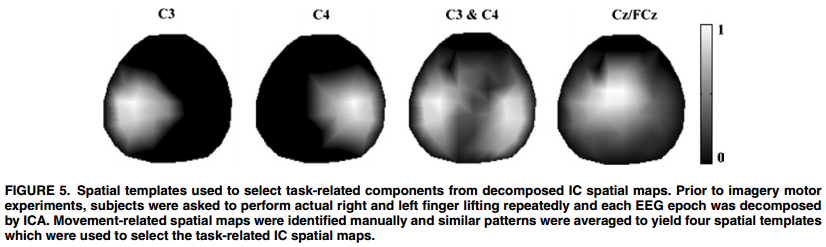 C3 C4 C3 & C4 Cz/FCz
1
0
FIGURE 5. Spatial templates used to select task-related components from decomposed IC spatial maps. Prior to imagery motor
experiments, subjects were asked to perform actual right and left finger lifting repeatedly and each EEG epoch was decomposed
by ICA. Movement-related spatial maps were identified manually and similar patterns were averaged to yield four spatial templates
which were used to select the task-related IC spatial maps.